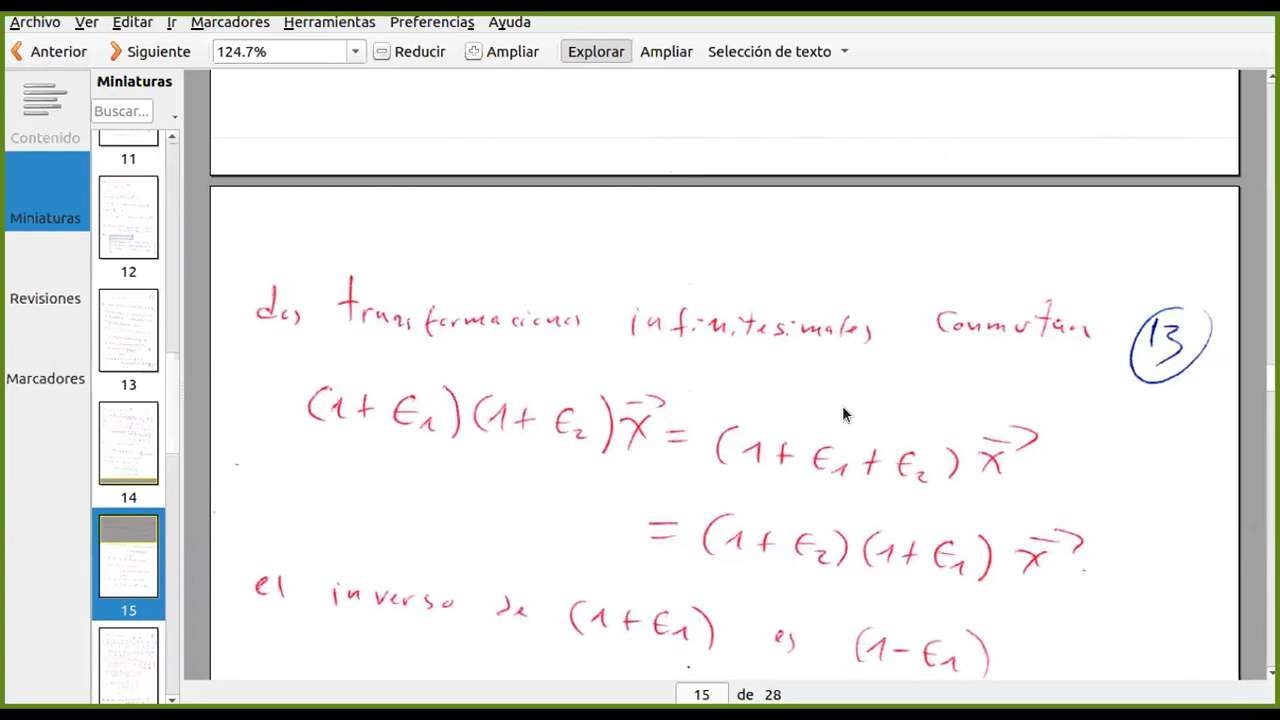 Archivo Ver Editar Ir Marcadores Herramientas Preferencias Ayuda
Anterior Siguiente 124.7% Reducir Ampliar Explorar Ampliar Selección de texto
Miniaturas
Buscar...
Contenido
Miniaturas
Revisiones
Marcadores
11
12
13
14
15
dos transformaciones infinitesimales conmutan 13
(1+ϵ₁)(1+ϵ₂)x⃗ = (1+ϵ₁+ϵ₂)x⃗
= (1+ϵ₂)(1+ϵ₁)x⃗
el inverso de (1+ϵ₁) es (1-ϵ₁)
15 de 28